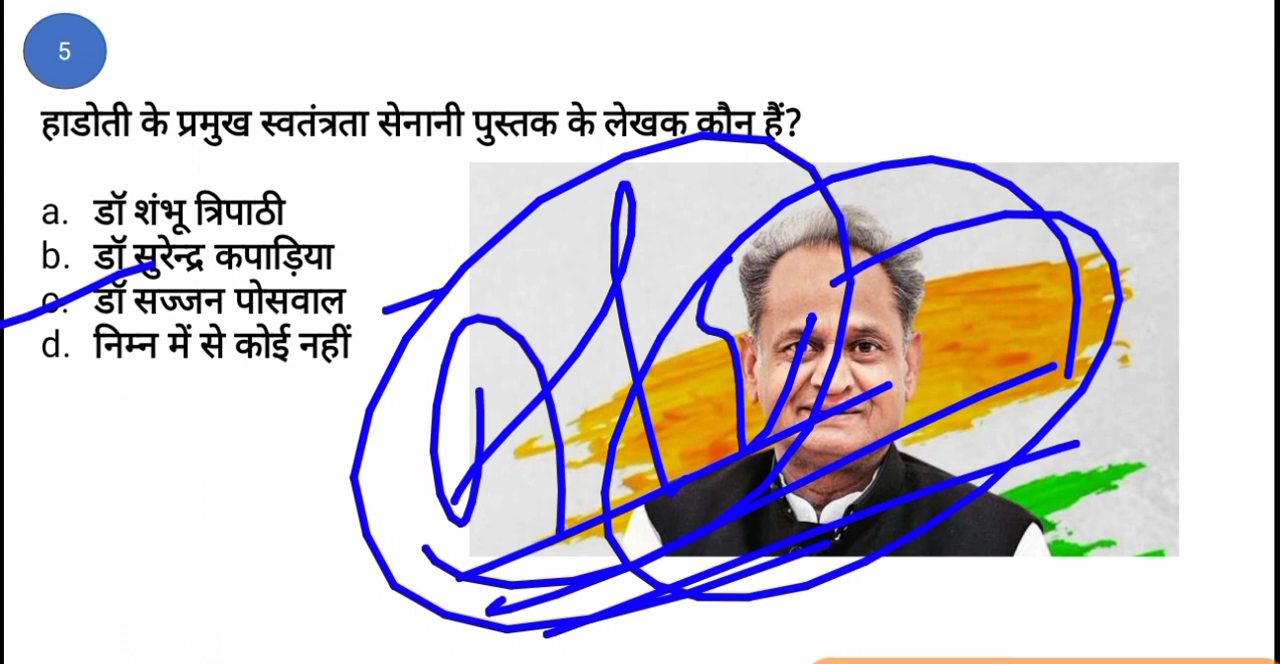 5
हाडोती के प्रमुख स्वतंत्रता सेनानी पुस्तक के लेखक कौन हैं?
a. डॉ शंभू त्रिपाठी
b. डॉ सुरेन्द्र कपाड़िया
c. डॉ सज्जन पोसवाल
d. निम्न में से कोई नहीं